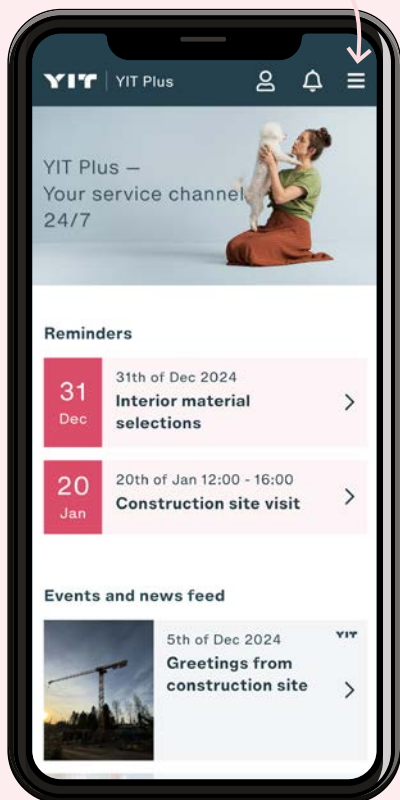 YIT YIT Plus
YIT Plus —
Your service channel
24/7
Reminders
31
Dec
31th of Dec 2024
Interior material
selections
20
Jan
20th of Jan 12:00 - 16:00
Construction site visit
Events and news feed
5th of Dec 2024
YIT
Greetings from
construction site